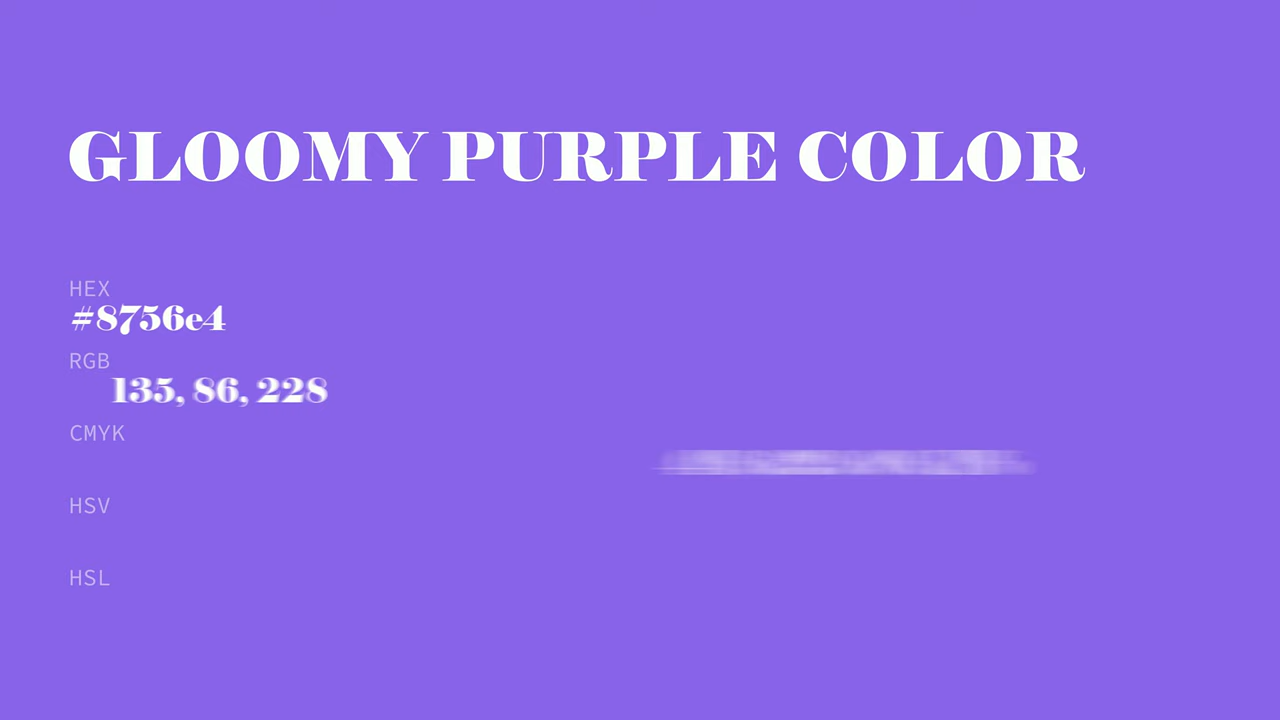 GLOOMY PURPLE COLOR
HEX
#8756e4
RGB
135, 86, 228
CMYK
HSV
HSL